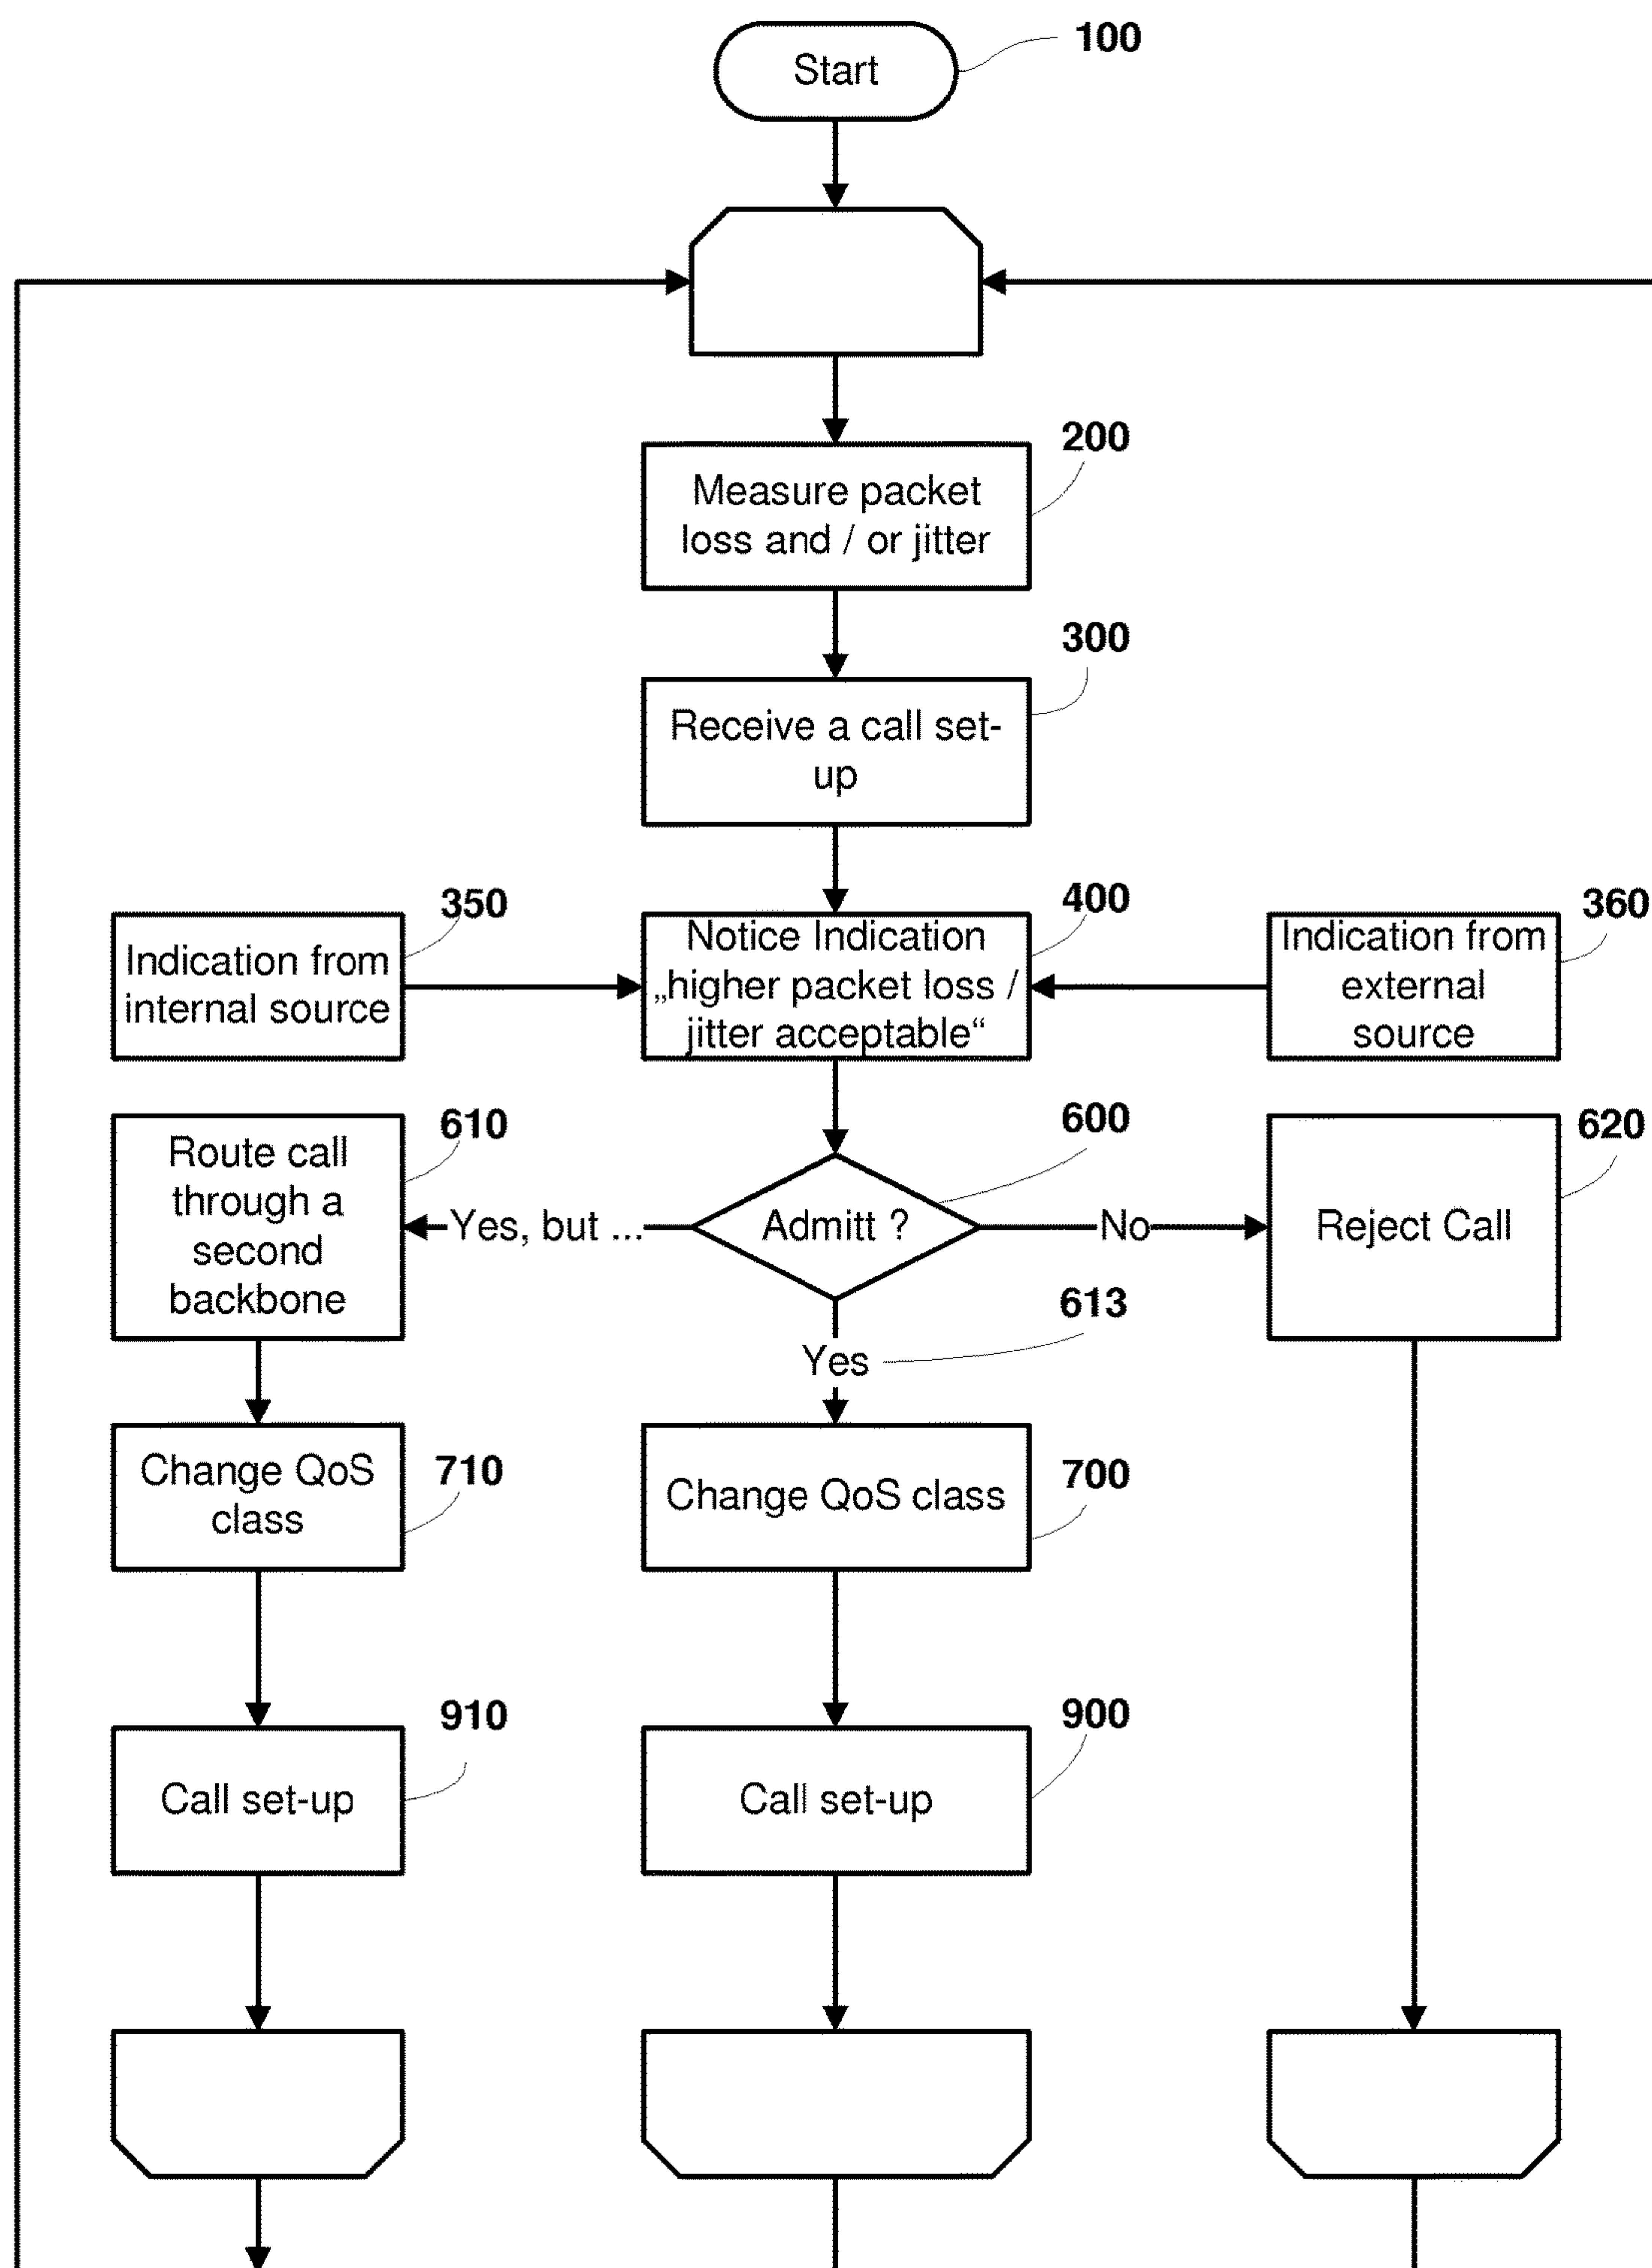 Start
100
200
Measure packet
loss and / or jitter
300
Receive a call set-
up
350
Indication from
internal source
400
Notice Indication
„higher packet loss /
jitter acceptable“
360
Indication from
external
source
610
Route call
through a
second
backbone
600
Yes, but ...
Admitt ?
No
620
Reject Call
613
Yes
Change QoS
class
710
Change QoS class
700
910
Call set-up
900
Call set-up